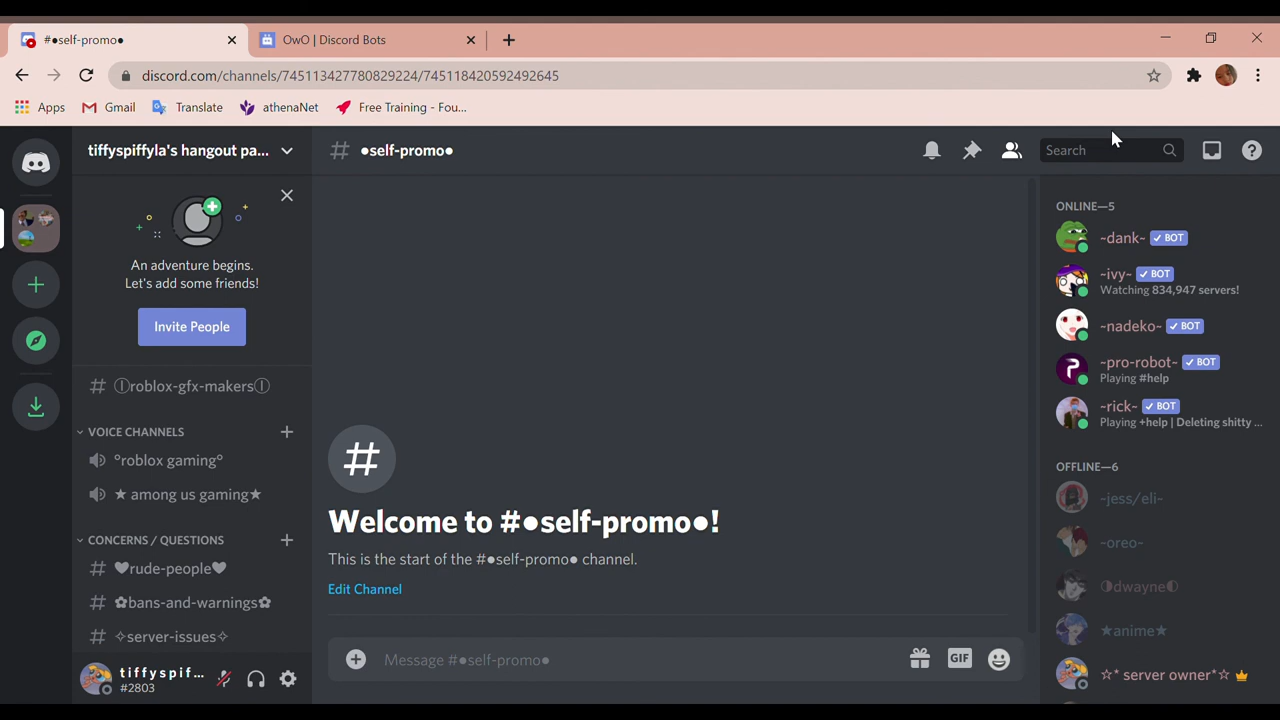 #●self-promo●
OwO | Discord Bots
discord.com/channels/745113427780829224/745118420592492645
Apps
Gmail
Translate
athenaNet
Free Training - Fou...
tiffyspiffyla's hangout pa...
●self-promo●
Search
An adventure begins.
Let's add some friends!
Invite People
Ⓘroblox-gfx-makersⒾ
VOICE CHANNELS
°roblox gaming°
★ among us gaming★
CONCERNS / QUESTIONS
♥rude-people♥
✿bans-and-warnings✿
✧server-issues✧
tiffyspif...
#2803
Welcome to #●self-promo●!
This is the start of the #●self-promo● channel.
Edit Channel
Message #●self-promo●
GIF
ONLINE—5
~dank~ ✓ BOT
~ivy~ ✓ BOT
Watching 834,947 servers!
~nadeko~ ✓ BOT
~pro-robot~ ✓ BOT
Playing #help
~rick~ ✓ BOT
Playing +help | Deleting shitty ...
OFFLINE—6
~jess/eli~
~oreo~
◑dwayne◐
★anime★
☆* server owner*☆